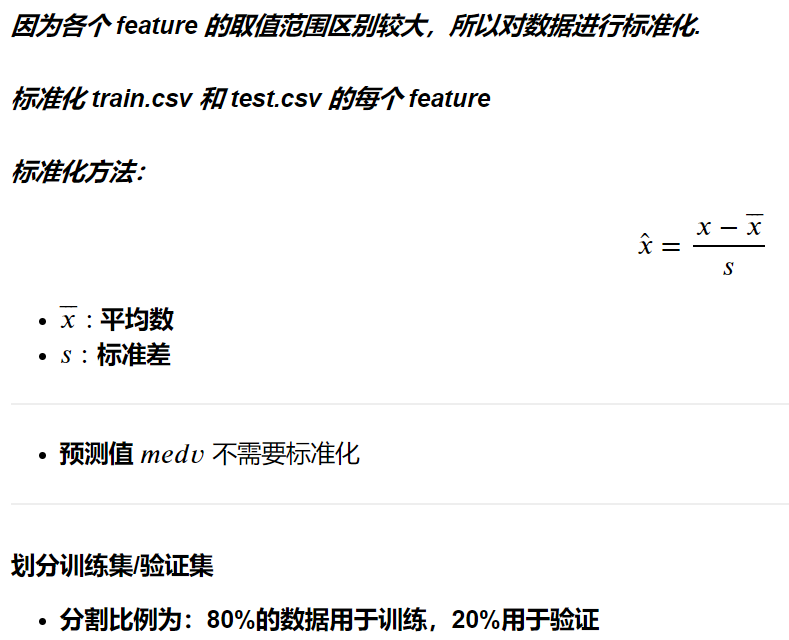 因为各个 feature 的取值范围区别较大，所以对数据进行标准化.
标准化 train.csv 和 test.csv 的每个 feature
标准化方法：
x̂ = (x − x̅) / s
• x̅ : 平均数
• s : 标准差
• 预测值 medv 不需要标准化
划分训练集/验证集
• 分割比例为：80%的数据用于训练，20%用于验证